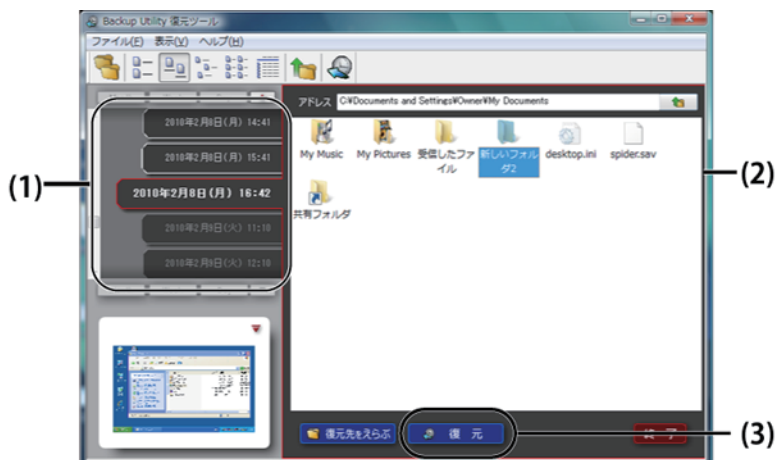 Backup Utility 復元ツール
ファイル(F) 表示(V) ヘルプ(H)
アドレス C:¥Documents and Settings¥Owner¥My Documents
2010年2月8日(月) 14:41
2010年2月8日(月) 15:41
2010年2月8日(月) 16:42
2010年2月9日(火) 11:10
2010年2月9日(火) 12:10
(1)
(2)
My Music My Pictures 受信したファイル 新しいフォルダ2 desktop.ini spider.sav
共有フォルダ
復元先をえらぶ 復 元 終 了
(3)